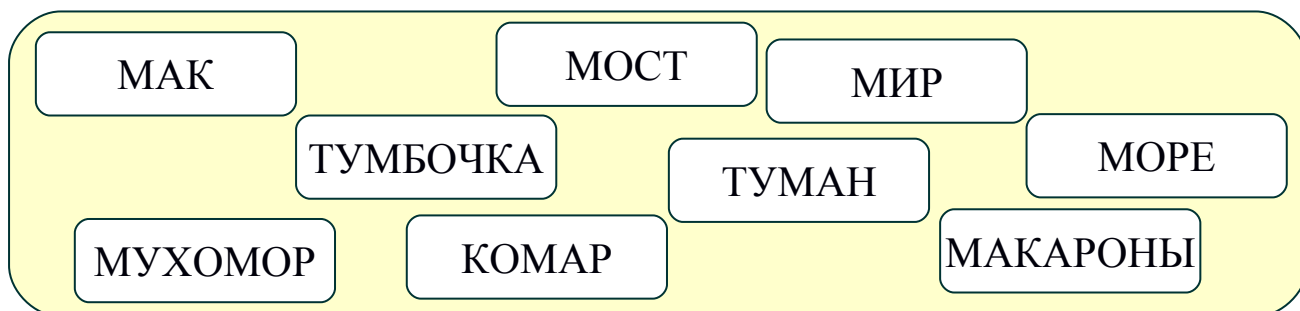 МАК
МОСТ
МИР
ТУМБОЧКА
ТУМАН
МОРЕ
МУХОМОР
КОМАР
МАКАРОНЫ